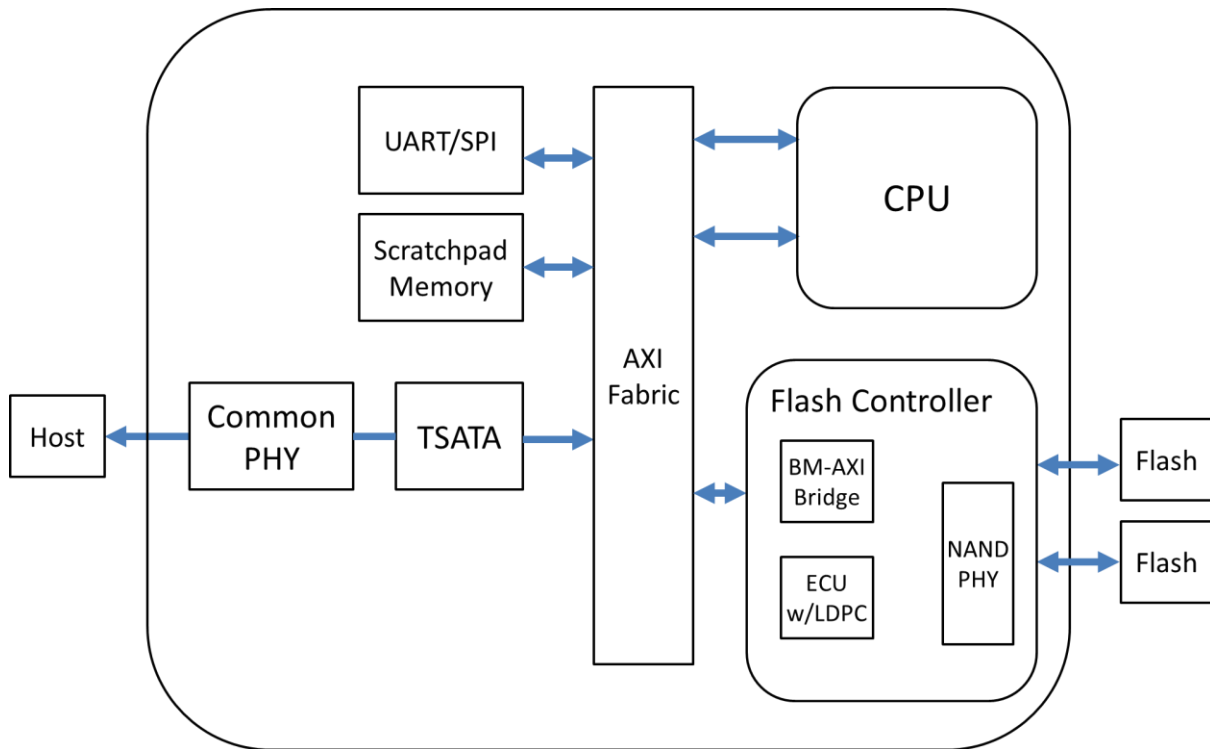 UART/SPI
Scratchpad
Memory
AXI
Fabric
CPU
Host
Common
PHY
TSATA
Flash Controller
BM-AXI
Bridge
ECU
w/LDPC
NAND
PHY
Flash
Flash